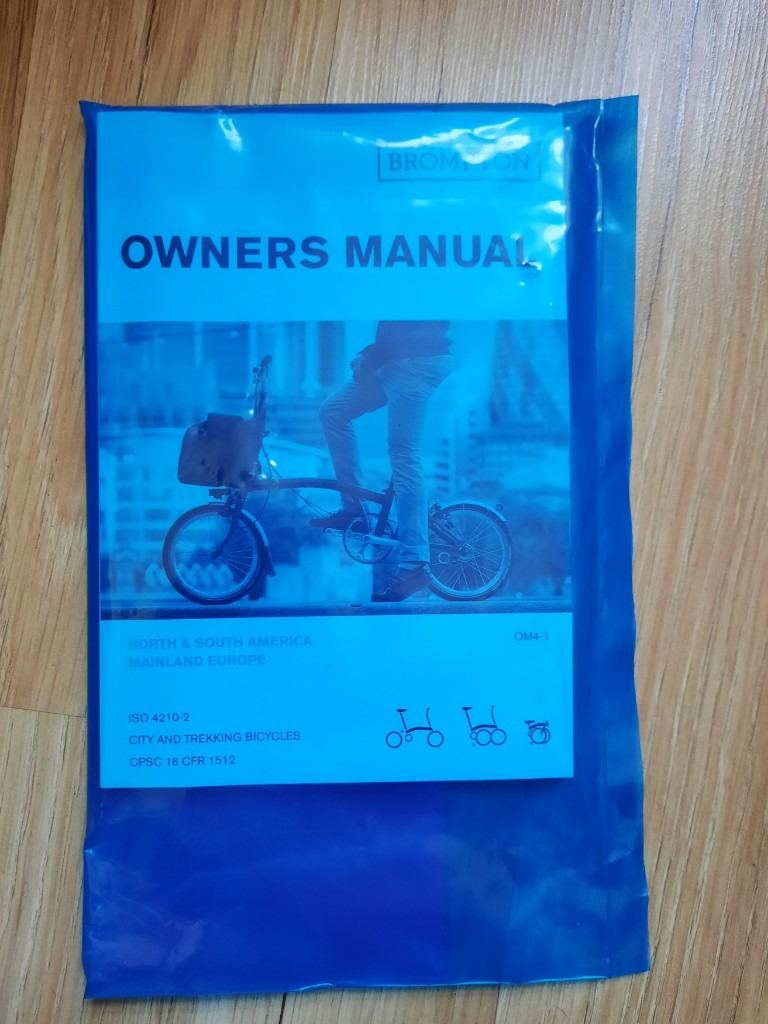 BROMPTON
OWNERS MANUAL
NORTH & SOUTH AMERICA
MAINLAND EUROPE
OM4-1
ISO 4210-2
CITY AND TREKKING BICYCLES
CPSC 16 CFR 1512